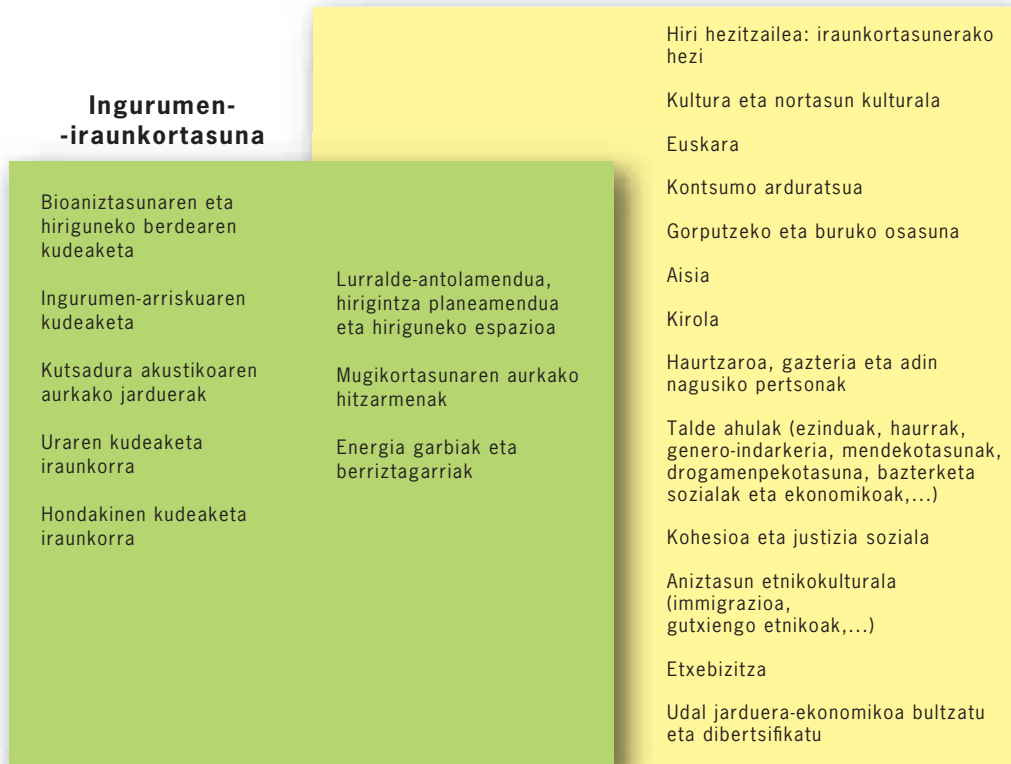 Ingurumen-
-iraunkortasuna
Bioaniztasunaren eta
hiriguneko berdearen
kudeaketa
Ingurumen-arriskuaren
kudeaketa
Kutsadura akustikoaren
aurkako jarduerak
Uraren kudeaketa
iraunkorra
Hondakinen kudeaketa
iraunkorra
Lurralde-antolamendua,
hirigintza planeamendua
eta hiriguneko espazioa
Mugikortasunaren aurkako
hitzarmenak
Energia garbiak eta
berriztagarriak
Hiri hezitzailea: iraunkortasunerako
hezi
Kultura eta nortasun kulturala
Euskara
Kontsumo arduratsua
Gorputzeko eta buruko osasuna
Aisia
Kirola
Haurtzaroa, gazteria eta adin
nagusiko pertsonak
Talde ahulak (ezinduak, haurrak,
genero-indarkeria, mendekotasunak,
drogamenpekotasuna, bazterketa
sozialak eta ekonomikoak,...)
Kohesioa eta justizia soziala
Aniztasun etnikokulturala
(immigrazioa,
gutxiengo etnikoak,...)
Etxebizitza
Udal jarduera-ekonomikoa bultzatu
eta dibertsifikatu